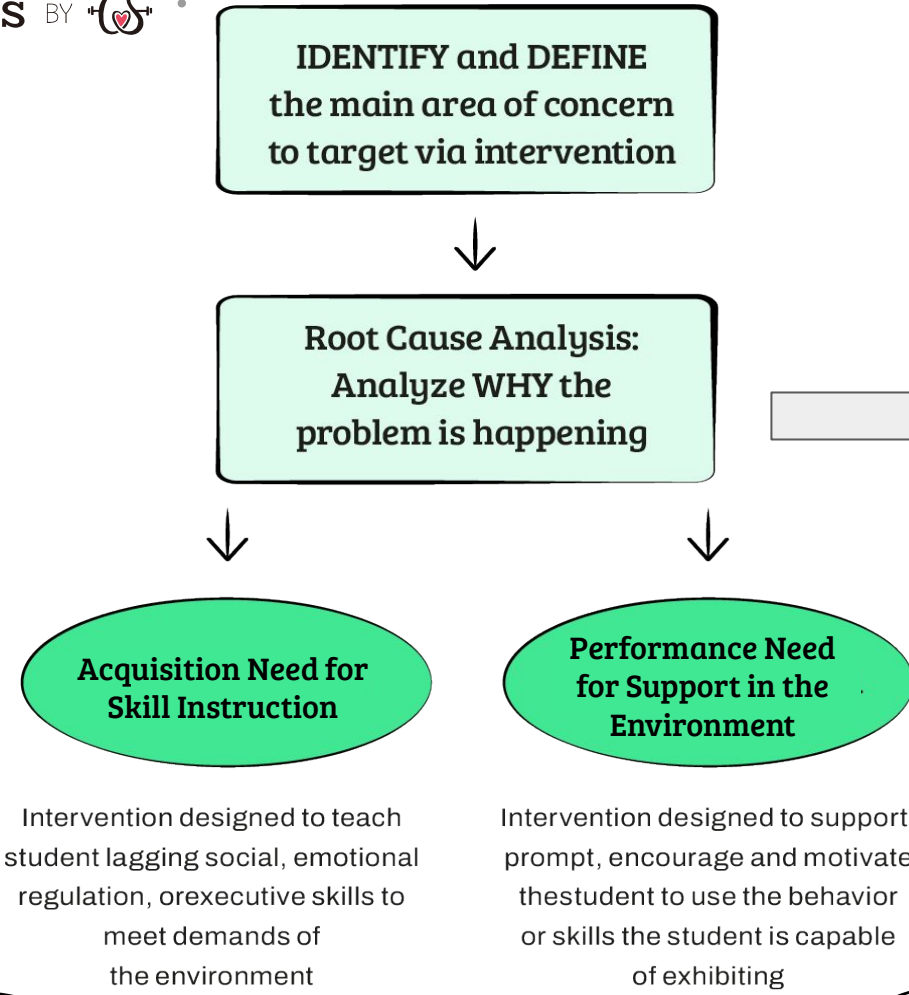 S BY
IDENTIFY and DEFINE
the main area of concern
to target via intervention
Root Cause Analysis:
Analyze WHY the
problem is happening
Acquisition Need for
Skill Instruction
Performance Need
for Support in the
Environment
Intervention designed to teach
student lagging social, emotional
regulation, orexecutive skills to
meet demands of
the environment
Intervention designed to support
prompt, encourage and motivate
thestudent to use the behavior
or skills the student is capable
of exhibiting